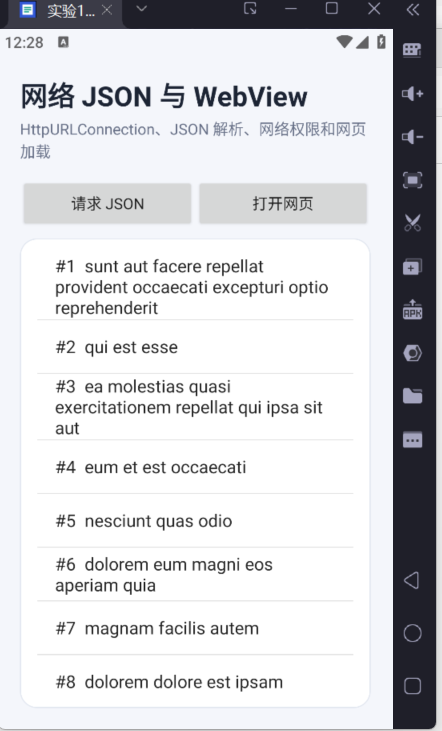 实验1...
12:28
网络 JSON 与 WebView
HttpURLConnection、JSON 解析、网络权限和网页
加载
请求 JSON
打开网页
#1 sunt aut facere repellat
provident occaecati excepturi optio
reprehenderit
#2 qui est esse
#3 ea molestias quasi
exercitationem repellat qui ipsa sit
aut
#4 eum et est occaecati
#5 nesciunt quas odio
#6 dolorem eum magni eos
aperiam quia
#7 magnam facilis autem
#8 dolorem dolore est ipsam
APK